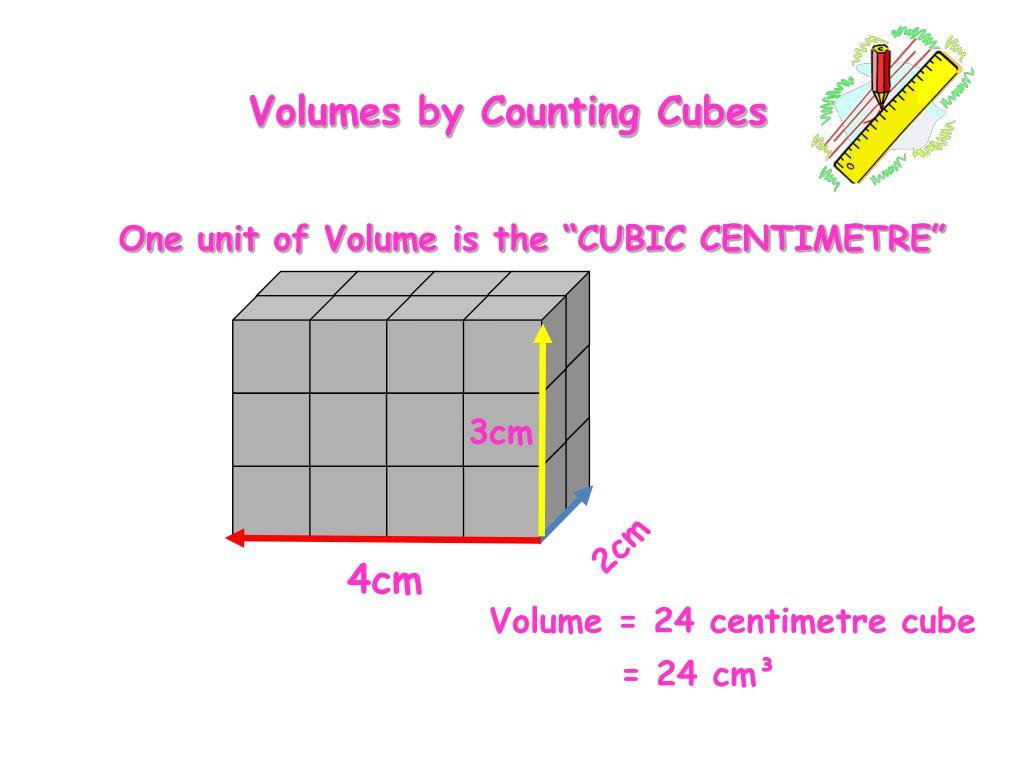 Volumes by Counting Cubes
One unit of Volume is the “CUBIC CENTIMETRE”
3cm
2cm
4cm
Volume = 24 centimetre cube
= 24 cm³